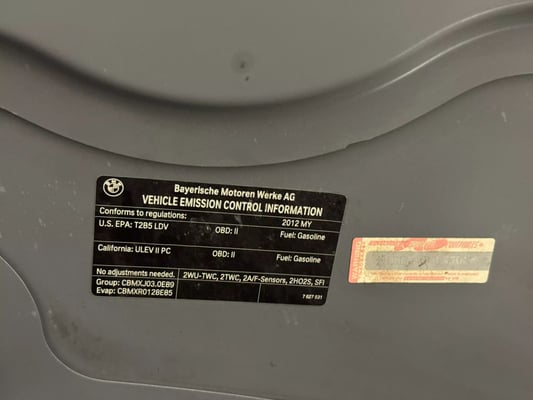 BMW
Bayerische Motoren Werke AG
VEHICLE EMISSION CONTROL INFORMATION
Conforms to regulations: 2012 MY
U.S. EPA: T2B5 LDV OBD: II Fuel: Gasoline
California: ULEV II PC OBD: II Fuel: Gasoline
No adjustments needed. 2WU-TWC, 2TWC, 2A/F-Sensors, 2HO2S, SFI
Group: CBMXJ03.0E89
Evap: CBMXR0128E85
7 627 531